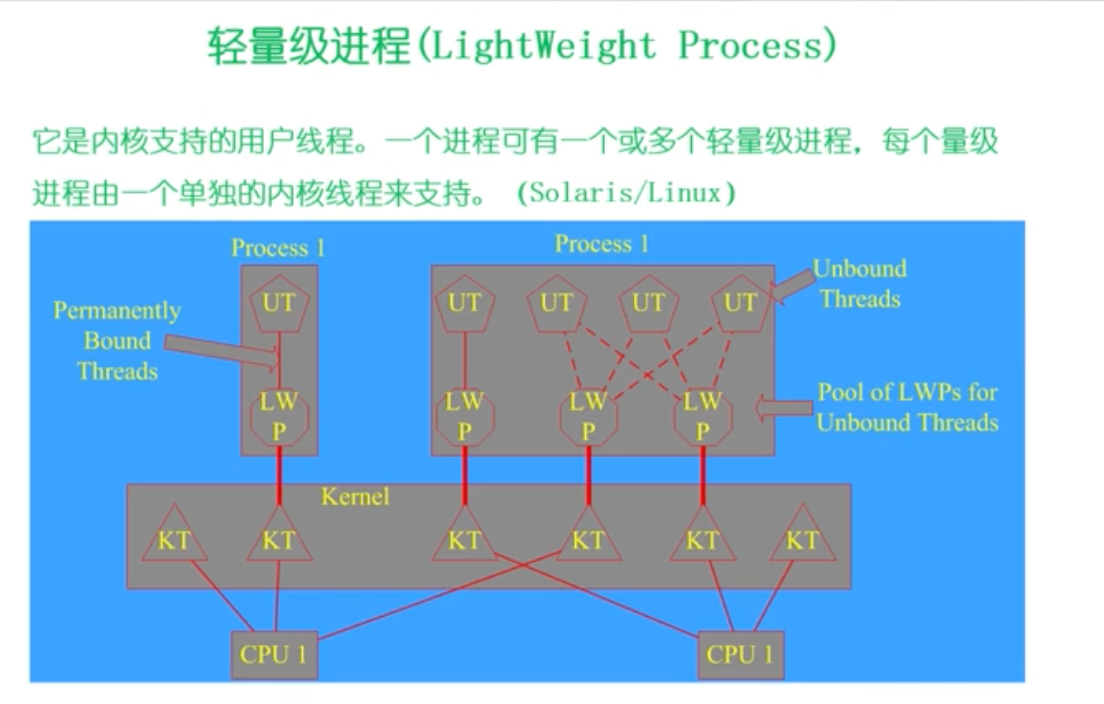 轻量级进程(LightWeight Process)
它是内核支持的用户线程。一个进程可有一个或多个轻量级进程，每个量级
进程由一个单独的内核线程来支持。（Solaris/Linux）
Process 1
Process 1
Unbound
Threads
Permanently
Bound
Threads
UT
UT
UT
UT
UT
LW
P
LW
P
LW
P
LW
P
Pool of LWPs for
Unbound Threads
Kernel
KT
KT
KT
KT
KT
KT
CPU 1
CPU 1